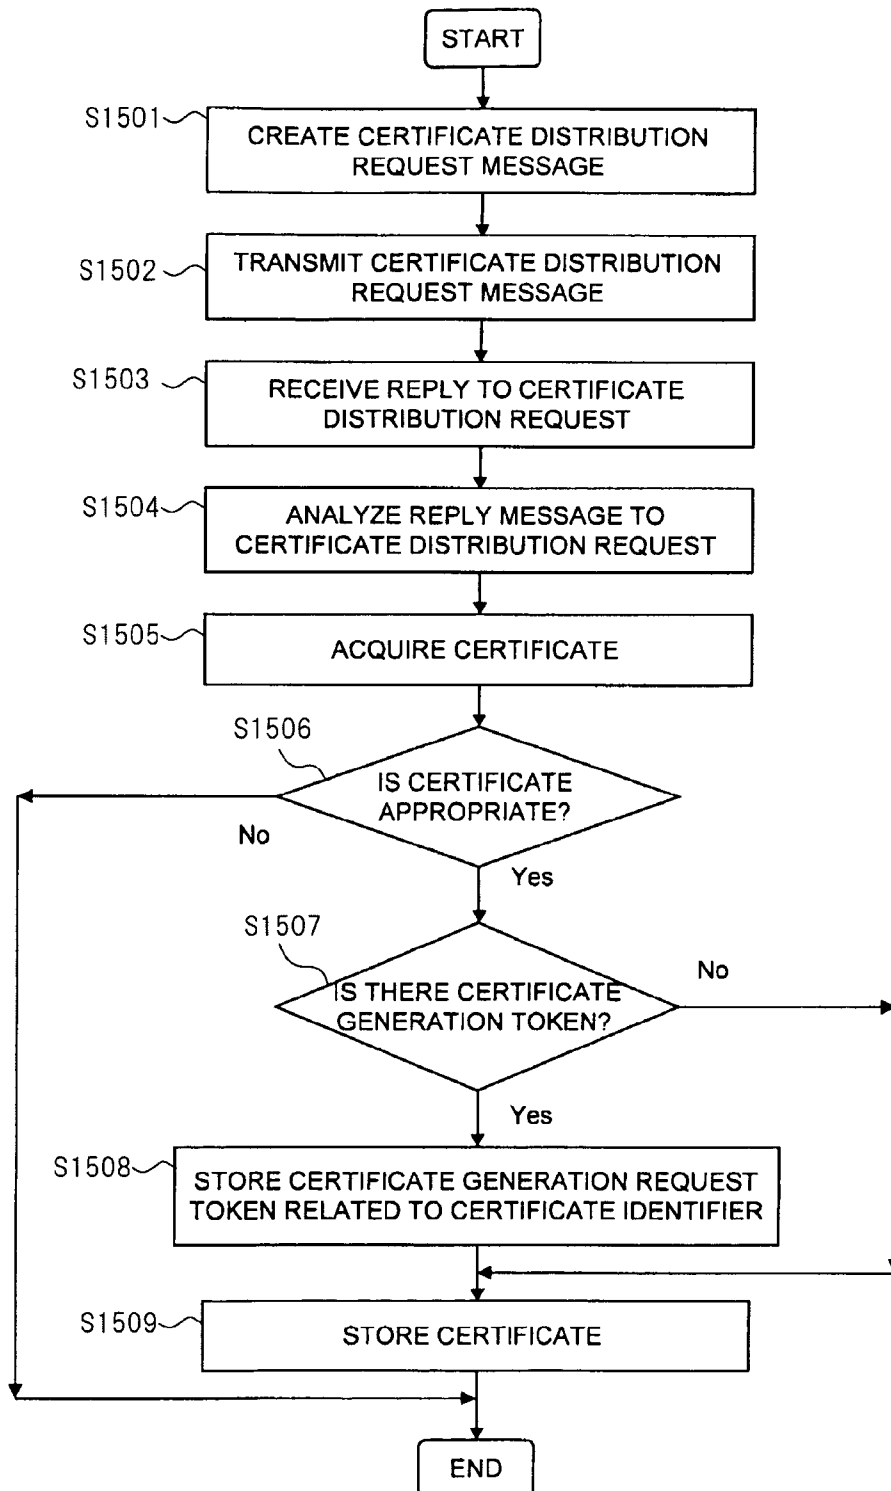 START
S1501
CREATE CERTIFICATE DISTRIBUTION
REQUEST MESSAGE
S1502
TRANSMIT CERTIFICATE DISTRIBUTION
REQUEST MESSAGE
S1503
RECEIVE REPLY TO CERTIFICATE
DISTRIBUTION REQUEST
S1504
ANALYZE REPLY MESSAGE TO
CERTIFICATE DISTRIBUTION REQUEST
S1505
ACQUIRE CERTIFICATE
S1506
IS CERTIFICATE
APPROPRIATE?
No
Yes
S1507
IS THERE CERTIFICATE
GENERATION TOKEN?
No
Yes
S1508
STORE CERTIFICATE GENERATION REQUEST
TOKEN RELATED TO CERTIFICATE IDENTIFIER
S1509
STORE CERTIFICATE
END